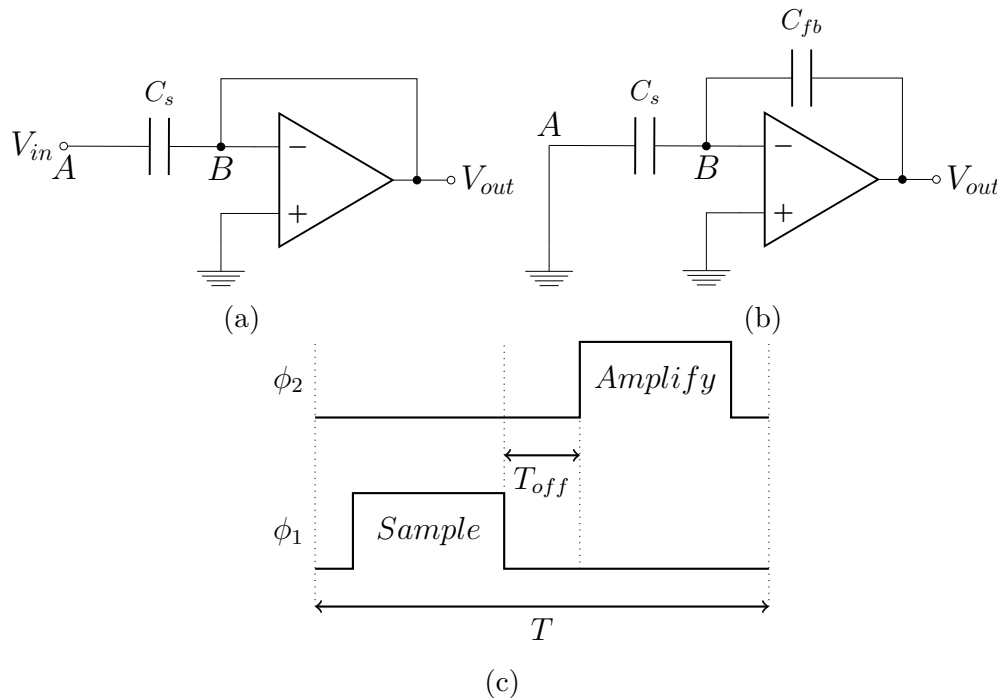 C_s
V_in
A
B
−
+
V_out
(a)
C_fb
C_s
A
B
−
+
V_out
(b)
ϕ_2
Amplify
T_off
ϕ_1
Sample
T
(c)